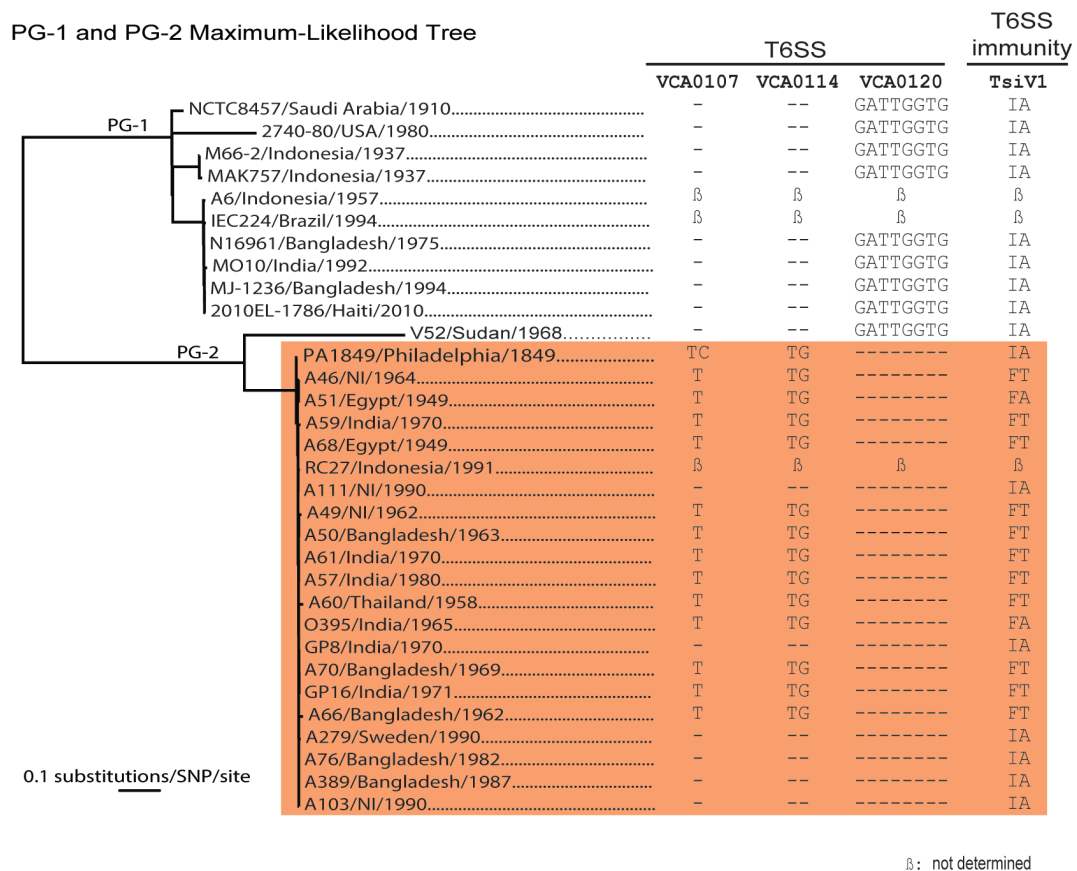 PG-1 and PG-2 Maximum-Likelihood Tree
T6SS
T6SS immunity
VCA0107 VCA0114 VCA0120 TsiV1
PG-1
NCTC8457/Saudi Arabia/1910 - -- GATTGGTG IA
2740-80/USA/1980 - -- GATTGGTG IA
M66-2/Indonesia/1937 - -- GATTGGTG IA
MAK757/Indonesia/1937 - -- GATTGGTG IA
A6/Indonesia/1957 ß ß ß ß
IEC224/Brazil/1994 ß ß ß ß
N16961/Bangladesh/1975 - -- GATTGGTG IA
MO10/India/1992 - -- GATTGGTG IA
MJ-1236/Bangladesh/1994 - -- GATTGGTG IA
2010EL-1786/Haiti/2010 - -- GATTGGTG IA
V52/Sudan/1968 - -- GATTGGTG IA
PG-2
PA1849/Philadelphia/1849 TC TG -------- IA
A46/NI/1964 T TG -------- FT
A51/Egypt/1949 T TG -------- FA
A59/India/1970 T TG -------- FT
A68/Egypt/1949 T TG -------- FT
RC27/Indonesia/1991 ß ß ß ß
A111/NI/1990 - -- -------- IA
A49/NI/1962 T TG -------- FT
A50/Bangladesh/1963 T TG -------- FT
A61/India/1970 T TG -------- FT
A57/India/1980 T TG -------- FT
A60/Thailand/1958 T TG -------- FT
O395/India/1965 T TG -------- FA
GP8/India/1970 - -- -------- IA
A70/Bangladesh/1969 T TG -------- FT
GP16/India/1971 T TG -------- FT
A66/Bangladesh/1962 T TG -------- FT
A279/Sweden/1990 - -- -------- IA
A76/Bangladesh/1982 - -- -------- IA
A389/Bangladesh/1987 - -- -------- IA
A103/NI/1990 - -- -------- IA
0.1 substitutions/SNP/site
ß: not determined